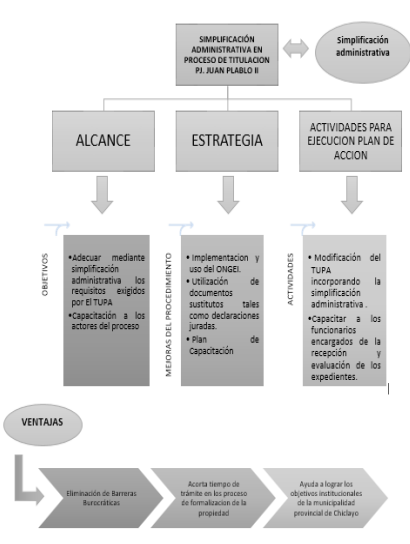 SIMPLIFICACIÓN
ADMINISTRATIVA EN
PROCESO DE TITULACION
PJ. JUAN PLABLO II
Simplificación
administrativa
ALCANCE
ESTRATEGIA
ACTIVIDADES PARA
EJECUCION PLAN DE
ACCION
OBJETIVOS
•Adecuar mediante
simplificación
administrativa los
requisitos exigidos
por El TUPA
•Capacitación a los
actores del proceso
MEJORAS DEL PROCEDIMIENTO
• Implementacion y
uso del ONGEI.
• Utilización de
documentos
sustitutos tales
como declaraciones
juradas.
• Plan de
Capacitación
ACTIVIDADES
• Modificación del
TUPA
incorporando la
simplificación
administrativa .
•Capacitar a los
funcionarios
encargados de la
recepción y
evaluación de los
expedientes.
VENTAJAS
Eliminación de Barreras
Burocráticas
Acorta tiempo de
trámite en los proceso
de formalizacion de la
propiedad
Ayuda a lograr los
objetivos institucionales
de la municipalidad
provincial de Chiclayo